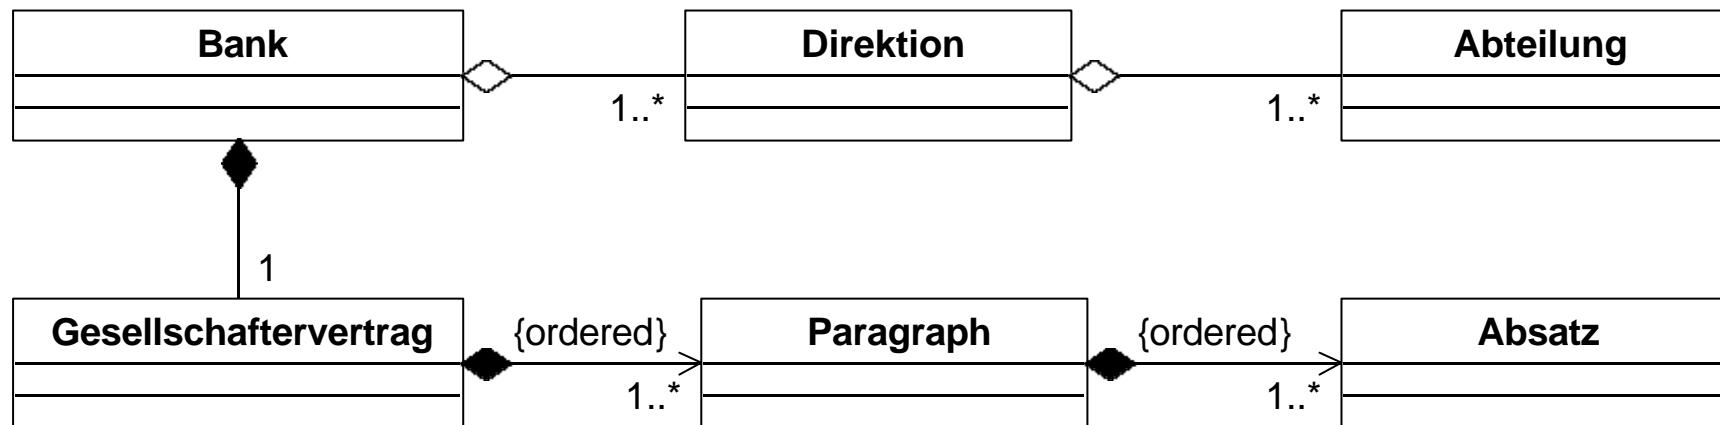 Bank
Direktion
Abteilung
1..*
1..*
1
Gesellschaftervertrag
{ordered}
Paragraph
{ordered}
Absatz
1..*
1..*